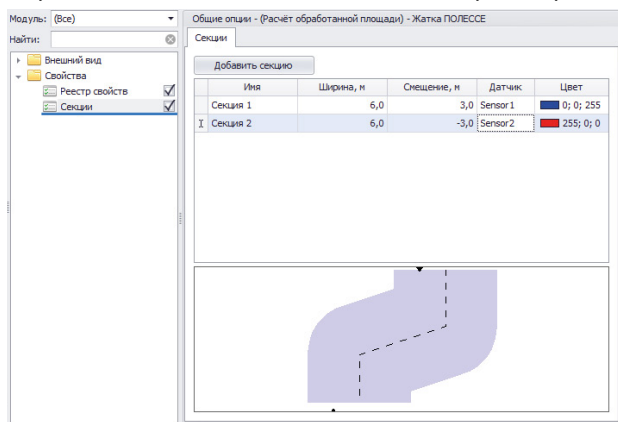 Модуль: (Все)
Найти:
Внешний вид
Свойства
Реестр свойств
Секции
Общие опции - (Расчёт обработанной площади) - Жатка ПОЛЕССЕ
Секции
Добавить секцию
Имя Ширина, м Смещение, м Датчик Цвет
Секция 1 6,0 3,0 Sensor1 0; 0; 255
Секция 2 6,0 -3,0 Sensor2 255; 0; 0